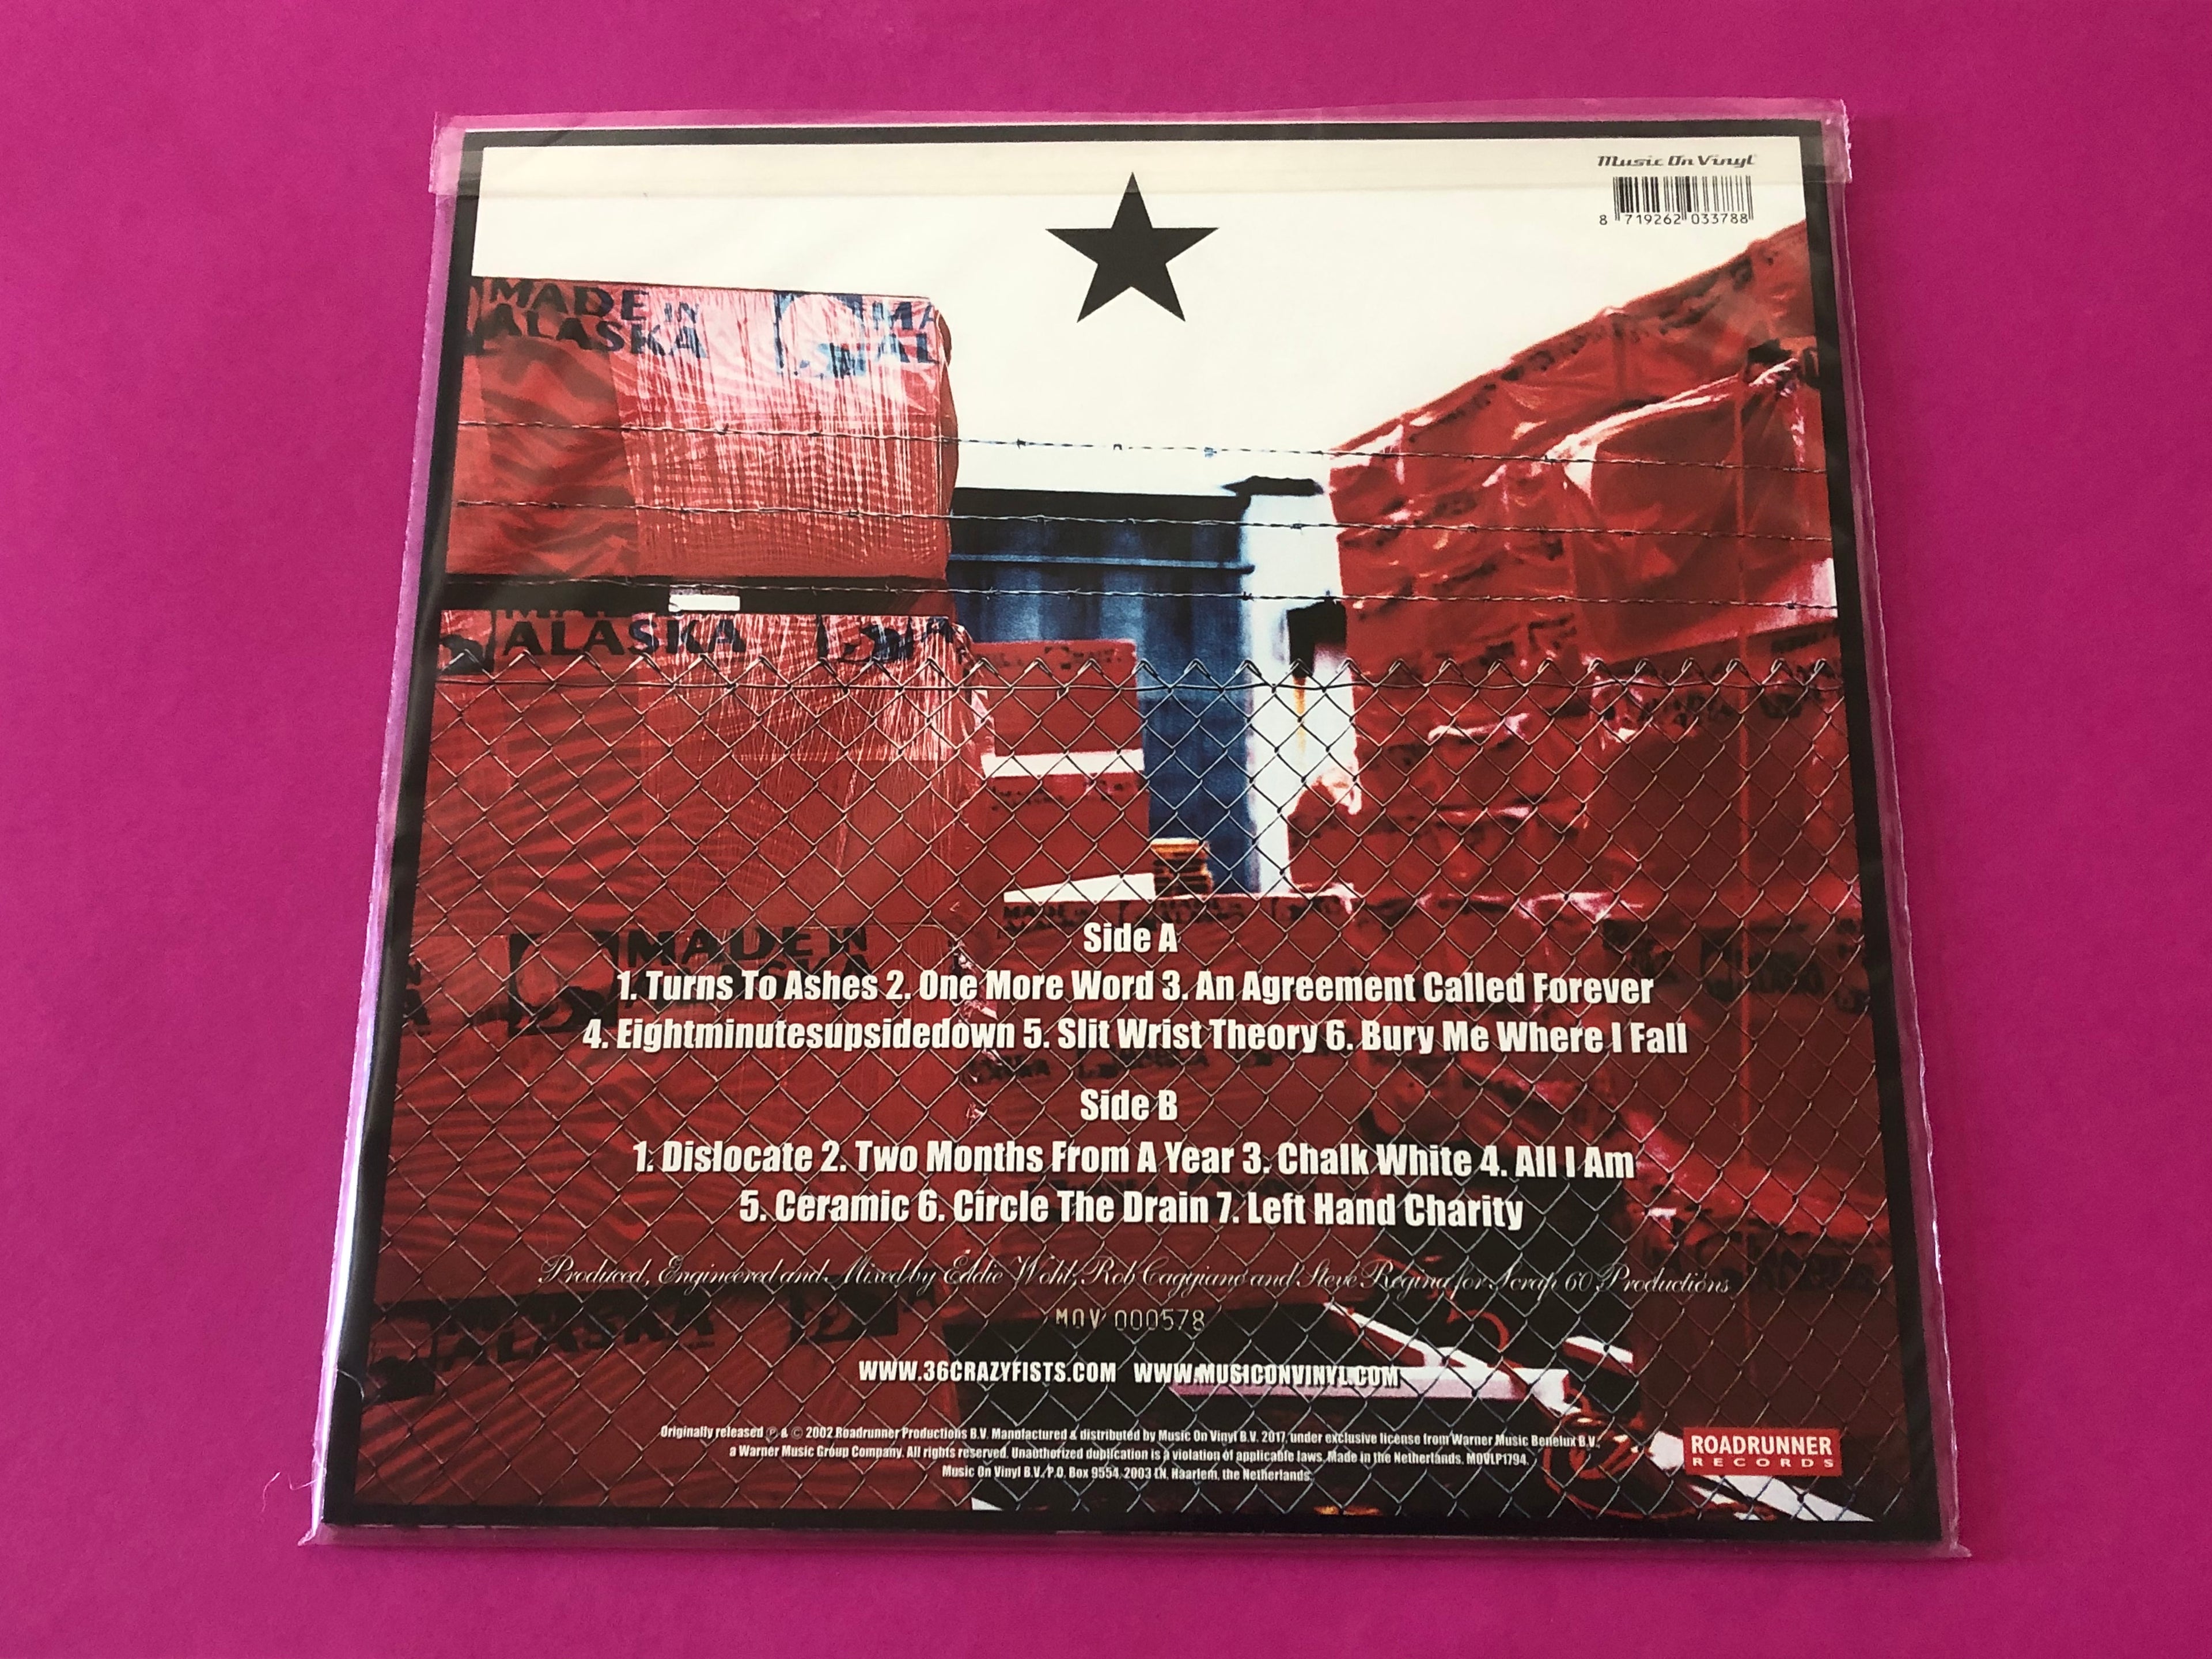 Music On Vinyl
8 719262 033788
MADE IN
ALASKA
MA
AL
ALASKA
MADE IN
Side A
1. Turns To Ashes 2. One More Word 3. An Agreement Called Forever
4. Eightminutesupsidedown 5. Slit Wrist Theory 6. Bury Me Where I Fall
Side B
1. Dislocate 2. Two Months From A Year 3. Chalk White 4. All I Am
5. Ceramic 6. Circle The Drain 7. Left Hand Charity
Produced, Engineered and Mixed by Eddie Wohl, Rob Caggiano and Steve Regina for Scrap 60 Productions
ALASKA
MOV 000578
WWW.36CRAZYFISTS.COM WWW.MUSICONVINYL.COM
Originally released ℗ & © 2002 Roadrunner Productions B.V. Manufactured & distributed by Music On Vinyl B.V. 2017, under exclusive license from Warner Music Benelux B.V.,
a Warner Music Group Company. All rights reserved. Unauthorized duplication is a violation of applicable laws. Made in the Netherlands. MOVLP1794.
Music On Vinyl B.V. P.O. Box 9554, 2003 LN, Haarlem, the Netherlands.
ROADRUNNER
RECORDS